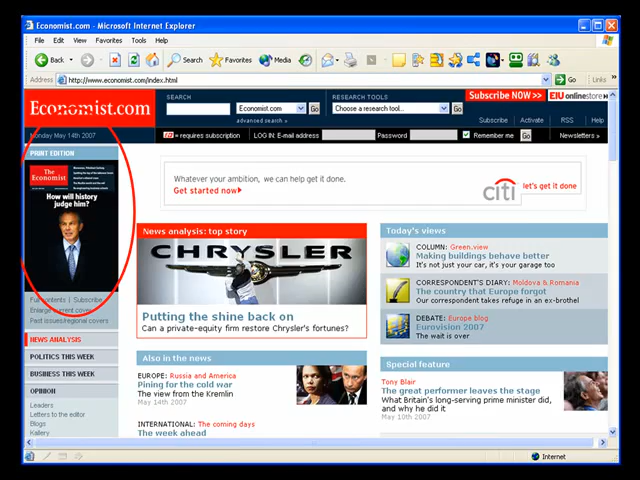 Economist.com - Microsoft Internet Explorer
File Edit View Favorites Tools Help
Back Search Favorites Media
Address http://www.economist.com/index.html Go Links »
Economist.com
SEARCH
Economist.com Go
advanced search »
RESEARCH TOOLS
Choose a research tool... Go
Subscribe NOW >>
EIU online store
Subscribe Activate RSS Help
Monday May 14th 2007
= requires subscription LOG IN: E-mail address Password Remember me Go Newsletters »
PRINT EDITION
The Economist
How will history judge him?
Full contents | Subscribe
Enlarge current cover
Past issues/regional covers
NEWS ANALYSIS
POLITICS THIS WEEK
BUSINESS THIS WEEK
OPINION
Leaders
Letters to the editor
Blogs
Kallery
Whatever your ambition, we can help get it done.
Get started now
citi let's get it done
News analysis: top story
CHRYSLER
Putting the shine back on
Can a private-equity firm restore Chrysler's fortunes?
Also in the news
EUROPE: Russia and America
Pining for the cold war
The view from the Kremlin
May 14th 2007
INTERNATIONAL: The coming days
The week ahead
Today's views
COLUMN: Green.view
Making buildings behave better
It's not just your car, it's your garage too
CORRESPONDENT'S DIARY: Moldova & Romania
The country that Europe forgot
Our correspondent takes refuge in an ex-brothel
DEBATE: Europe blog
Eurovision 2007
The wait is over
Special feature
Tony Blair
The great performer leaves the stage
What Britain's long-serving prime minister did,
and why he did it
May 10th 2007
Internet